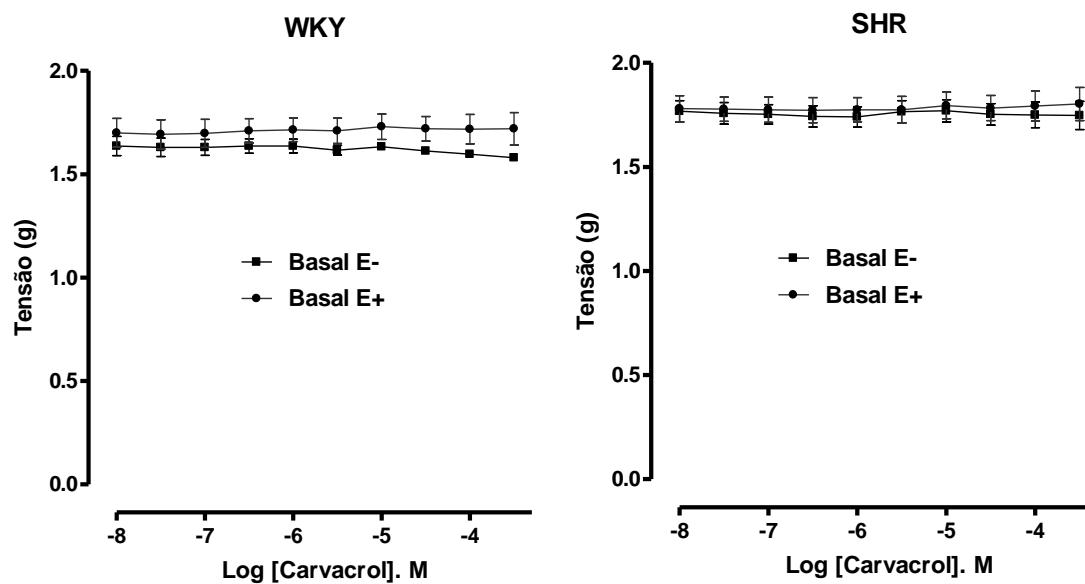 WKY
2.0
1.5
1.0
0.5
0.0
Tensão (g)
Basal E-
Basal E+
-8 -7 -6 -5 -4
Log [Carvacrol]. M
SHR
2.0
1.5
1.0
0.5
0.0
Tensão (g)
Basal E-
Basal E+
-8 -7 -6 -5 -4
Log [Carvacrol]. M